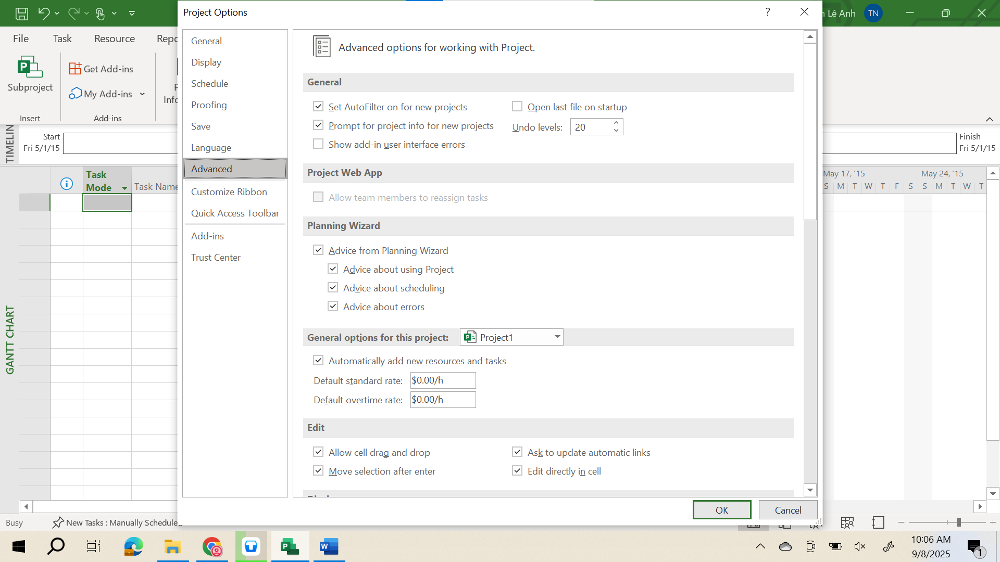 Project Options
?
Lê Anh
TN
File
Task
Resource
Subproject
Get Add-ins
My Add-ins
Insert
Add-ins
General
Display
Schedule
Proofing
Save
Language
Advanced
Customize Ribbon
Quick Access Toolbar
Add-ins
Trust Center
Advanced options for working with Project.
General
Set AutoFilter on for new projects
Open last file on startup
Prompt for project info for new projects
Undo levels: 20
Show add-in user interface errors
Project Web App
Allow team members to reassign tasks
Planning Wizard
Advice from Planning Wizard
Advice about using Project
Advice about scheduling
Advice about errors
General options for this project: Project1
Automatically add new resources and tasks
Default standard rate: $0.00/h
Default overtime rate: $0.00/h
Edit
Allow cell drag and drop
Ask to update automatic links
Move selection after enter
Edit directly in cell
OK
Cancel
Start
Fri 5/1/15
Finish
Fri 5/1/15
Task
Mode
Task Name
May 17, '15
May 24, '15
S M T W T F S S M T W T
GANTT CHART
Busy
New Tasks : Manually Schedule
10:06 AM
9/8/2025
1